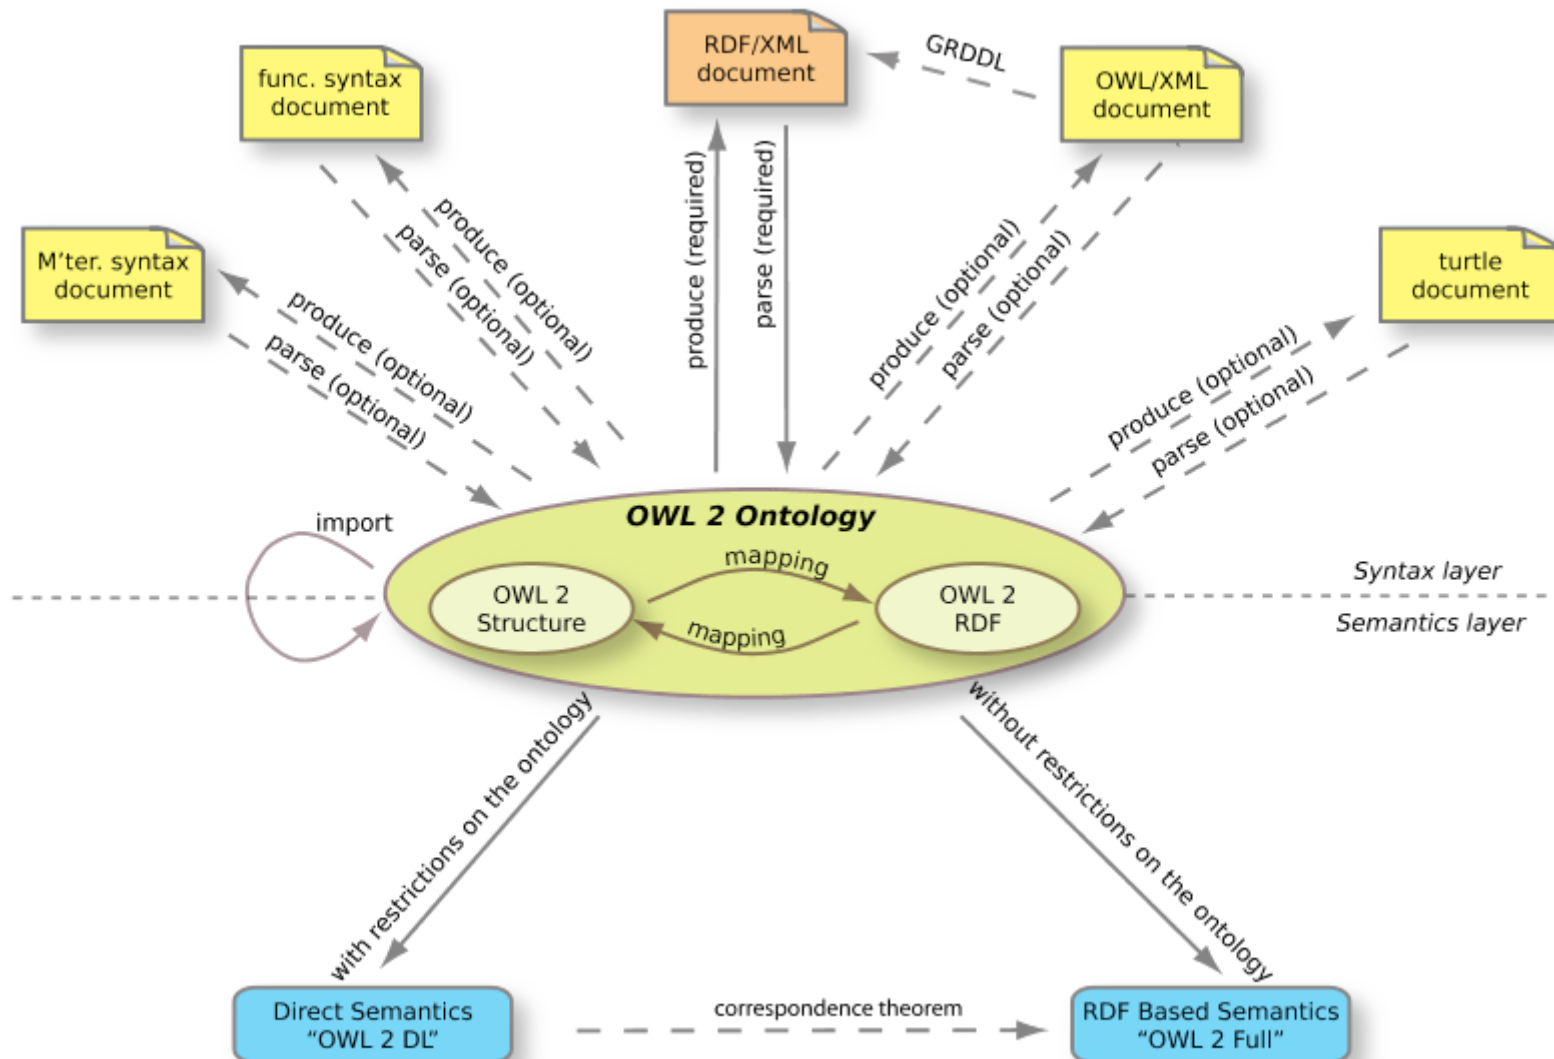 RDF/XML
document
GRDDL
func. syntax
document
OWL/XML
document
M'ter. syntax
document
turtle
document
produce (optional)
parse (optional)
produce (optional)
parse (optional)
produce (required)
parse (required)
produce (optional)
parse (optional)
produce (optional)
parse (optional)
import
OWL 2 Ontology
mapping
OWL 2
Structure
OWL 2
RDF
mapping
Syntax layer
Semantics layer
with restrictions on the ontology
without restrictions on the ontology
Direct Semantics
“OWL 2 DL”
correspondence theorem
RDF Based Semantics
“OWL 2 Full”